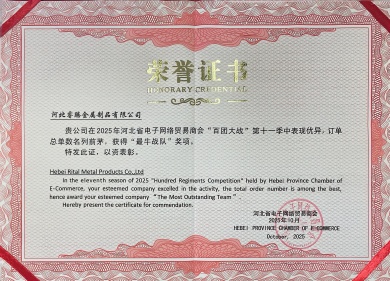 荣誉证书
HONORARY CREDENTIAL
河北睿腾金属制品有限公司
贵公司在2025年河北省电子网络贸易商会“百团大战”第十一季中表现优异，订单
总单数名列前茅，获得“最牛战队”奖项。
特发此证，以资表彰。
Hebei Rital Metal Products Co.,Ltd
In the eleventh season of 2025 "Hundred Regiments Competition" held by Hebei Province Chamber of
E-Commerce, your esteemed company excelled in the activity, the total order number is among the best,
hence award your esteemed company “The Most Outstanding Team”.
Hereby present the certificate for commendation.
河北省电子网络贸易商会
2025年10月
HEBEI PROVINCE CHAMBER OF E-COMMERCE
October, 2025